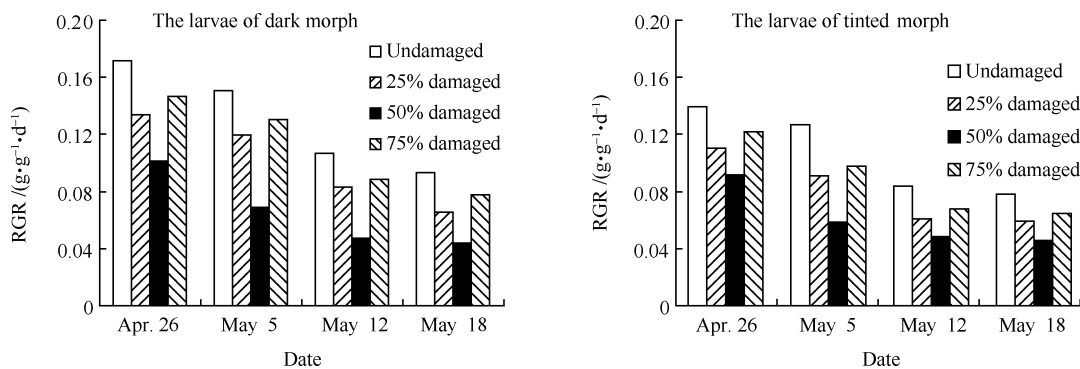 The larvae of dark morph
0.20
0.16
0.12
0.08
0.04
0
RGR /(g•g⁻¹•d⁻¹)
Undamaged
25% damaged
50% damaged
75% damaged
Apr. 26 May 5 May 12 May 18
Date
The larvae of tinted morph
0.20
0.16
0.12
0.08
0.04
0
RGR /(g•g⁻¹•d⁻¹)
Undamaged
25% damaged
50% damaged
75% damaged
Apr. 26 May 5 May 12 May 18
Date